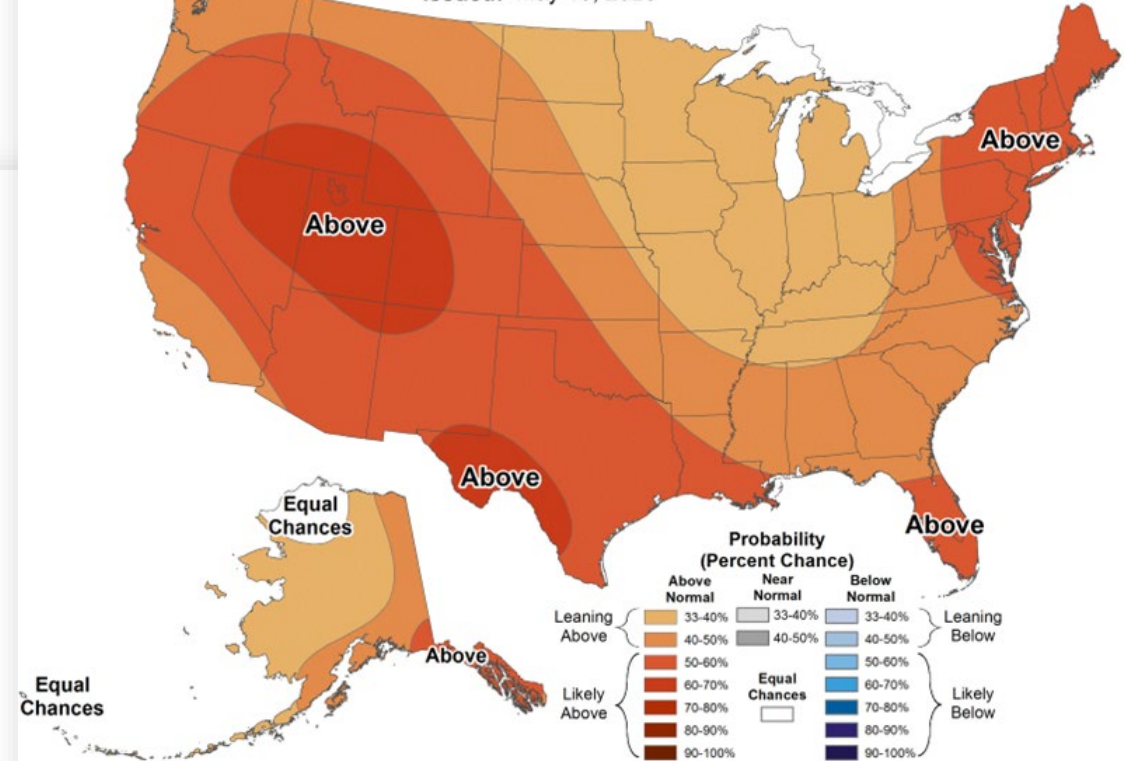 Above
Above
Above
Above
Equal
Chances
Above
Equal
Chances
Probability
(Percent Chance)
Above
Normal
Near
Normal
Below
Normal
Leaning
Above
33-40%
33-40%
33-40%
Leaning
Below
40-50%
40-50%
40-50%
Likely
Above
50-60%
50-60%
60-70%
Equal
Chances
60-70%
Likely
Below
70-80%
70-80%
80-90%
80-90%
90-100%
90-100%